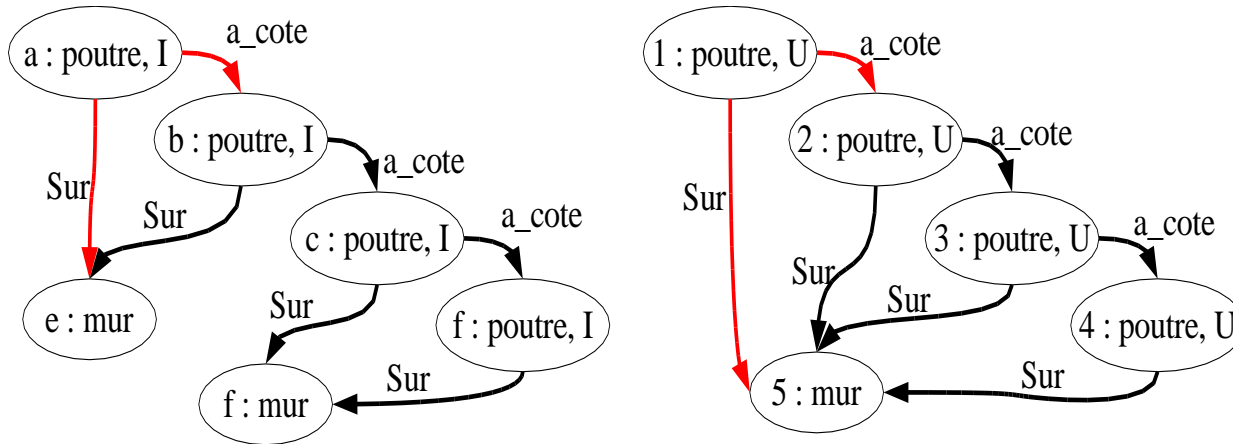 a : poutre, I
a_cote
b : poutre, I
a_cote
Sur
Sur
c : poutre, I
a_cote
e : mur
Sur
f : poutre, I
f : mur
Sur
1 : poutre, U
a_cote
2 : poutre, U
a_cote
Sur
3 : poutre, U
a_cote
Sur
Sur
4 : poutre, U
5 : mur
Sur